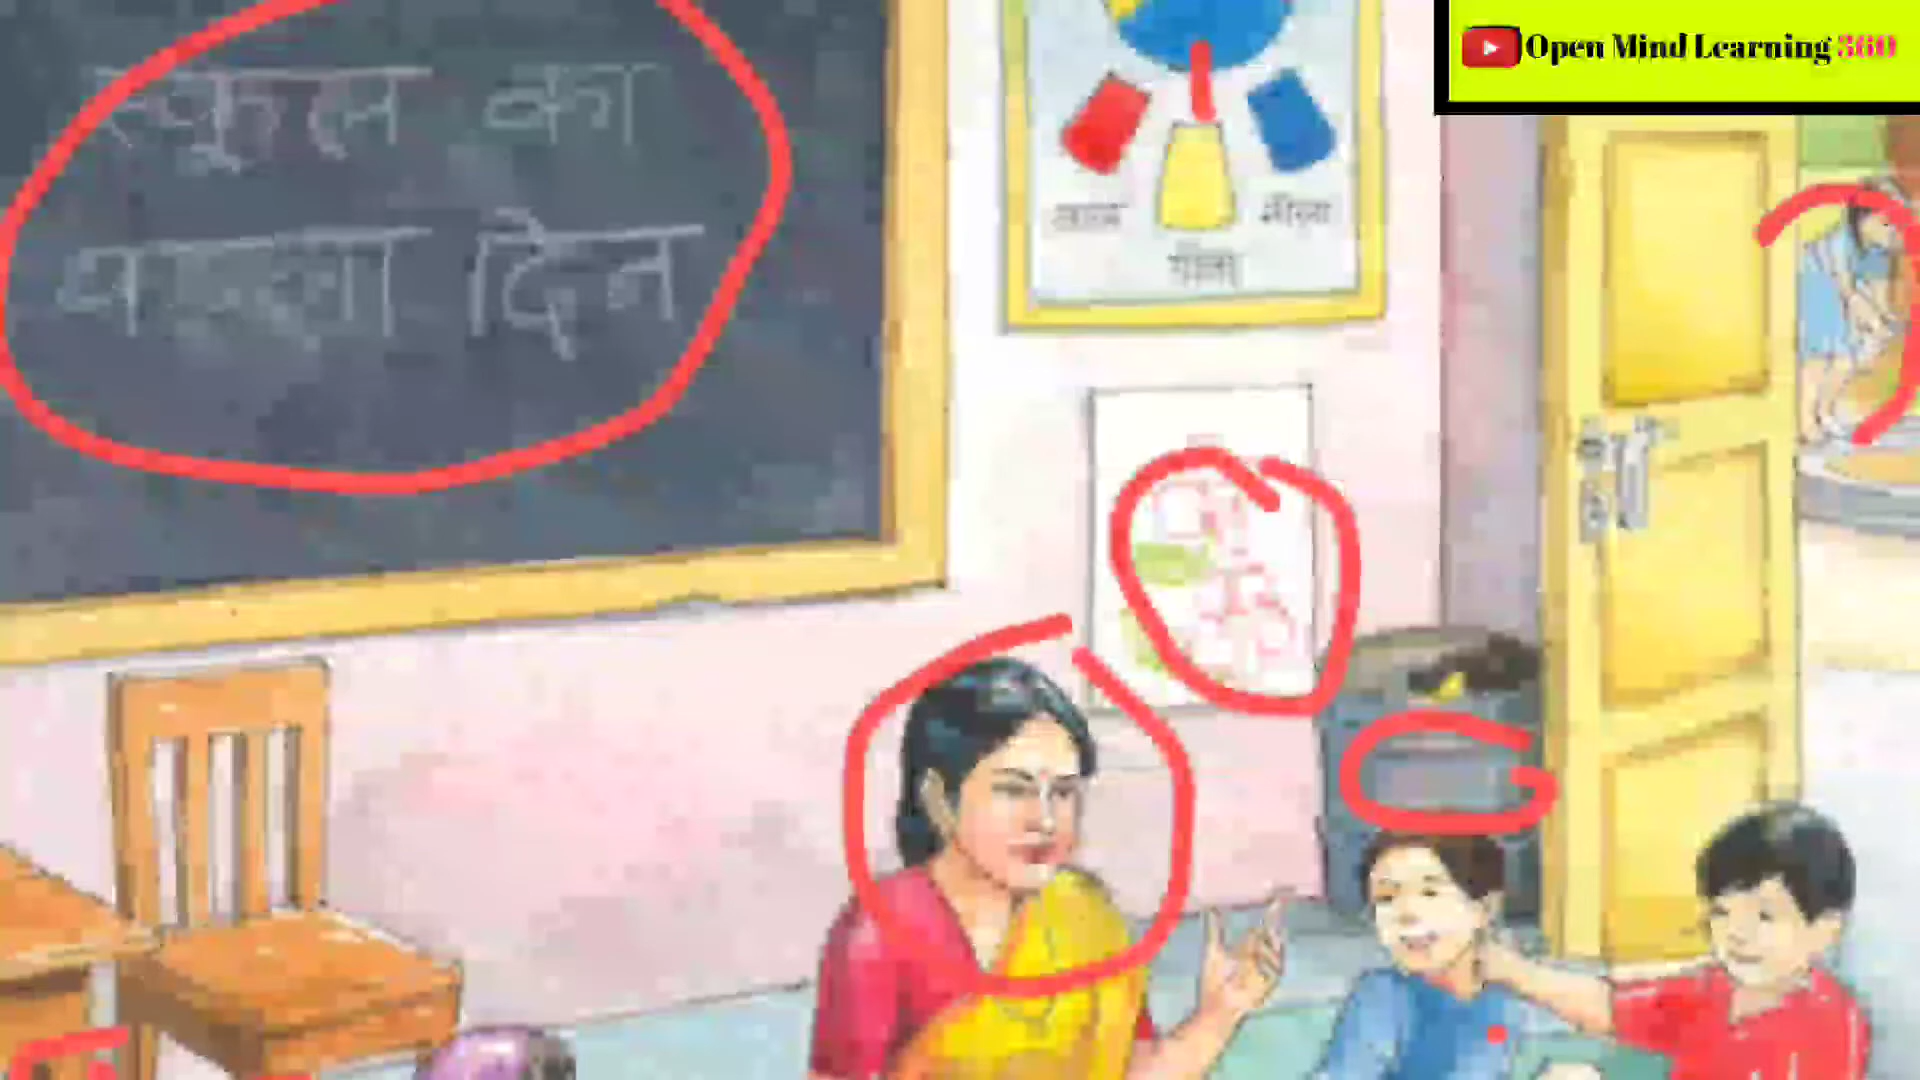 स्कूल का
पहला दिन
लाल
नीला
पीला
Open Mind Learning 360